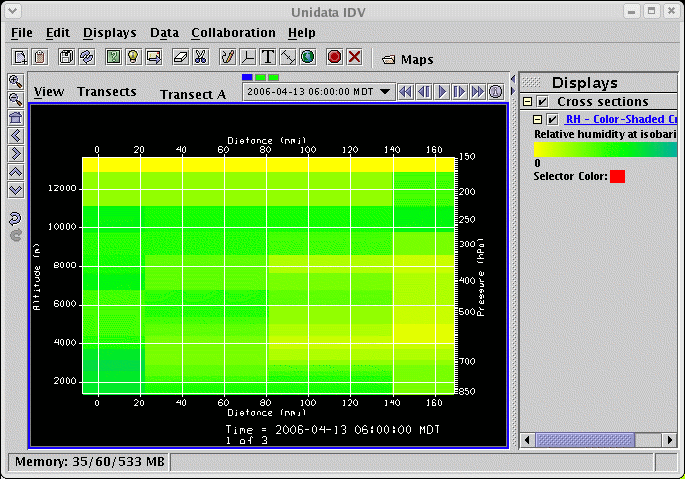 Unidata IDV
File Edit Displays Data Collaboration Help
T
Maps
View Transects Transect A
2006-04-13 06:00:00 MDT
Displays
Cross sections
RH - Color-Shaded Cr
Relative humidity at isobari
0
Selector Color:
Distance (nmi)
0 20 40 60 80 100 120 140 160
Altitude (m)
12000
10000
8000
6000
4000
2000
150
200
250
300
400
500
700
850
Pressure (hPa)
0 20 40 60 80 100 120 140 160
Distance (nmi)
Time = 2006-04-13 06:00:00 MDT
1 of 3
Memory: 35/60/533 MB